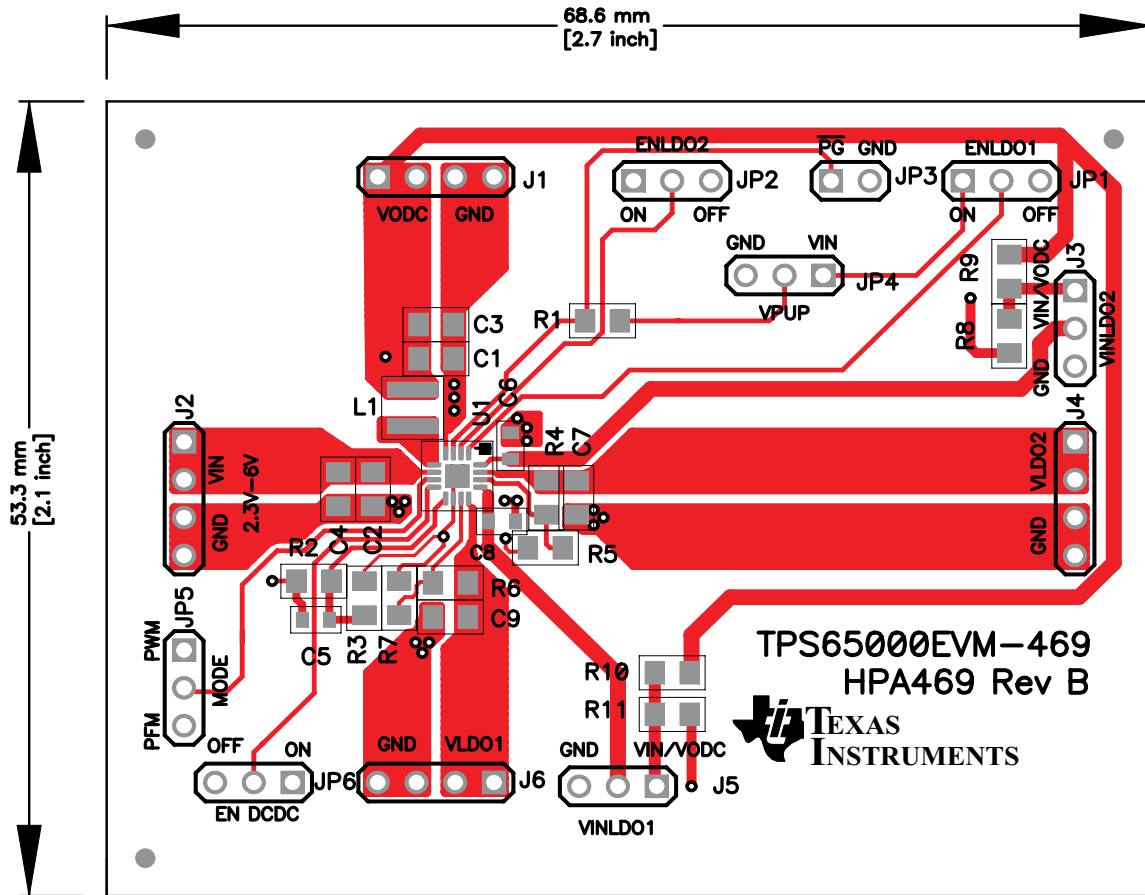 68.6 mm
[2.7 inch]
53.3 mm
[2.1 inch]
J1
VODC
GND
ENLDO2
JP2
ON
OFF
PG
GND
JP3
ENLDO1
JP1
ON
OFF
GND
VIN
JP4
VPUP
R9
VIN/VODC
J3
R8
GND
VINLDO2
R1
C3
C1
L1
U1
C6
R4
C7
J2
VIN
GND
2.3V-6V
J4
VLDO2
GND
R2
C4
C2
C8
R5
R6
C9
C5
R3
R7
JP5
PWM
MODE
PFM
OFF
ON
JP6
EN DCDC
GND
VLDO1
J6
R10
R11
GND
VIN/VODC
J5
VINLDO1
TPS65000EVM-469
HPA469 Rev B
TEXAS
INSTRUMENTS